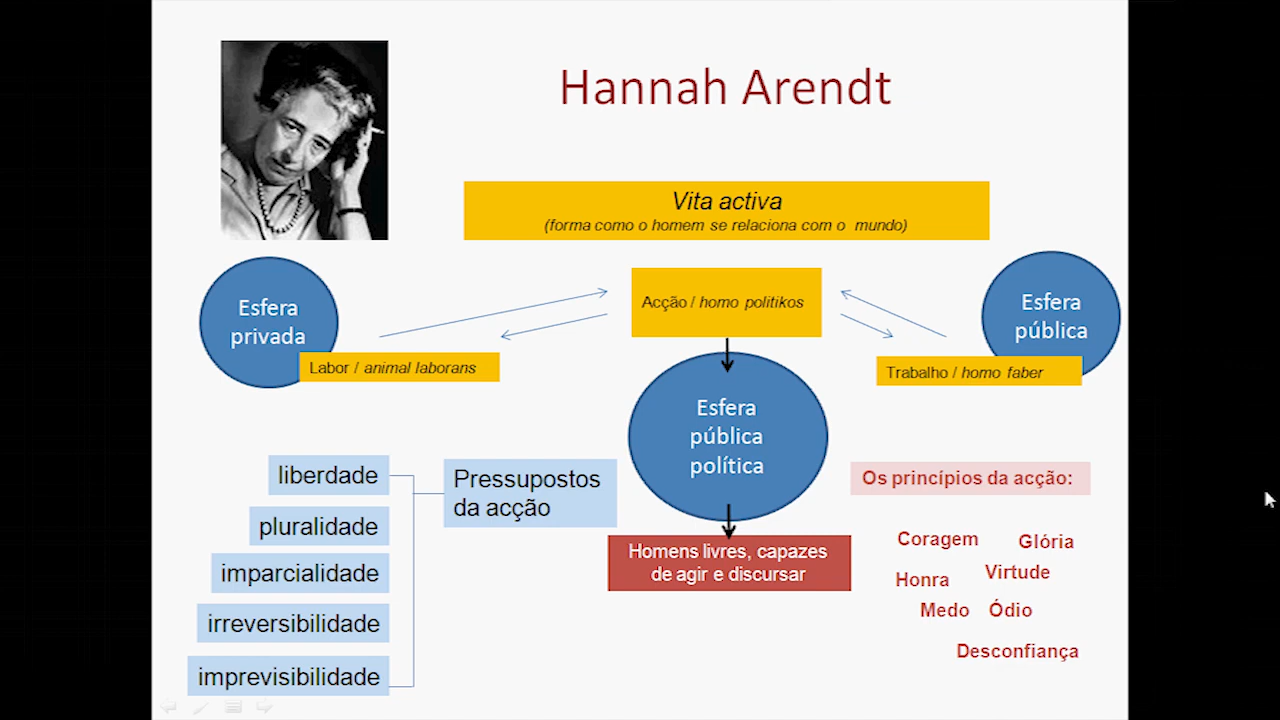 Hannah Arendt
Vita activa
(forma como o homem se relaciona com o mundo)
Esfera
privada
Labor / animal laborans
Acção / homo politikos
Esfera
pública
Trabalho / homo faber
Esfera
pública
política
Homens livres, capazes
de agir e discursar
Pressupostos
da acção
liberdade
pluralidade
imparcialidade
irreversibilidade
imprevisibilidade
Os princípios da acção:
Coragem
Glória
Honra
Virtude
Medo
Ódio
Desconfiança